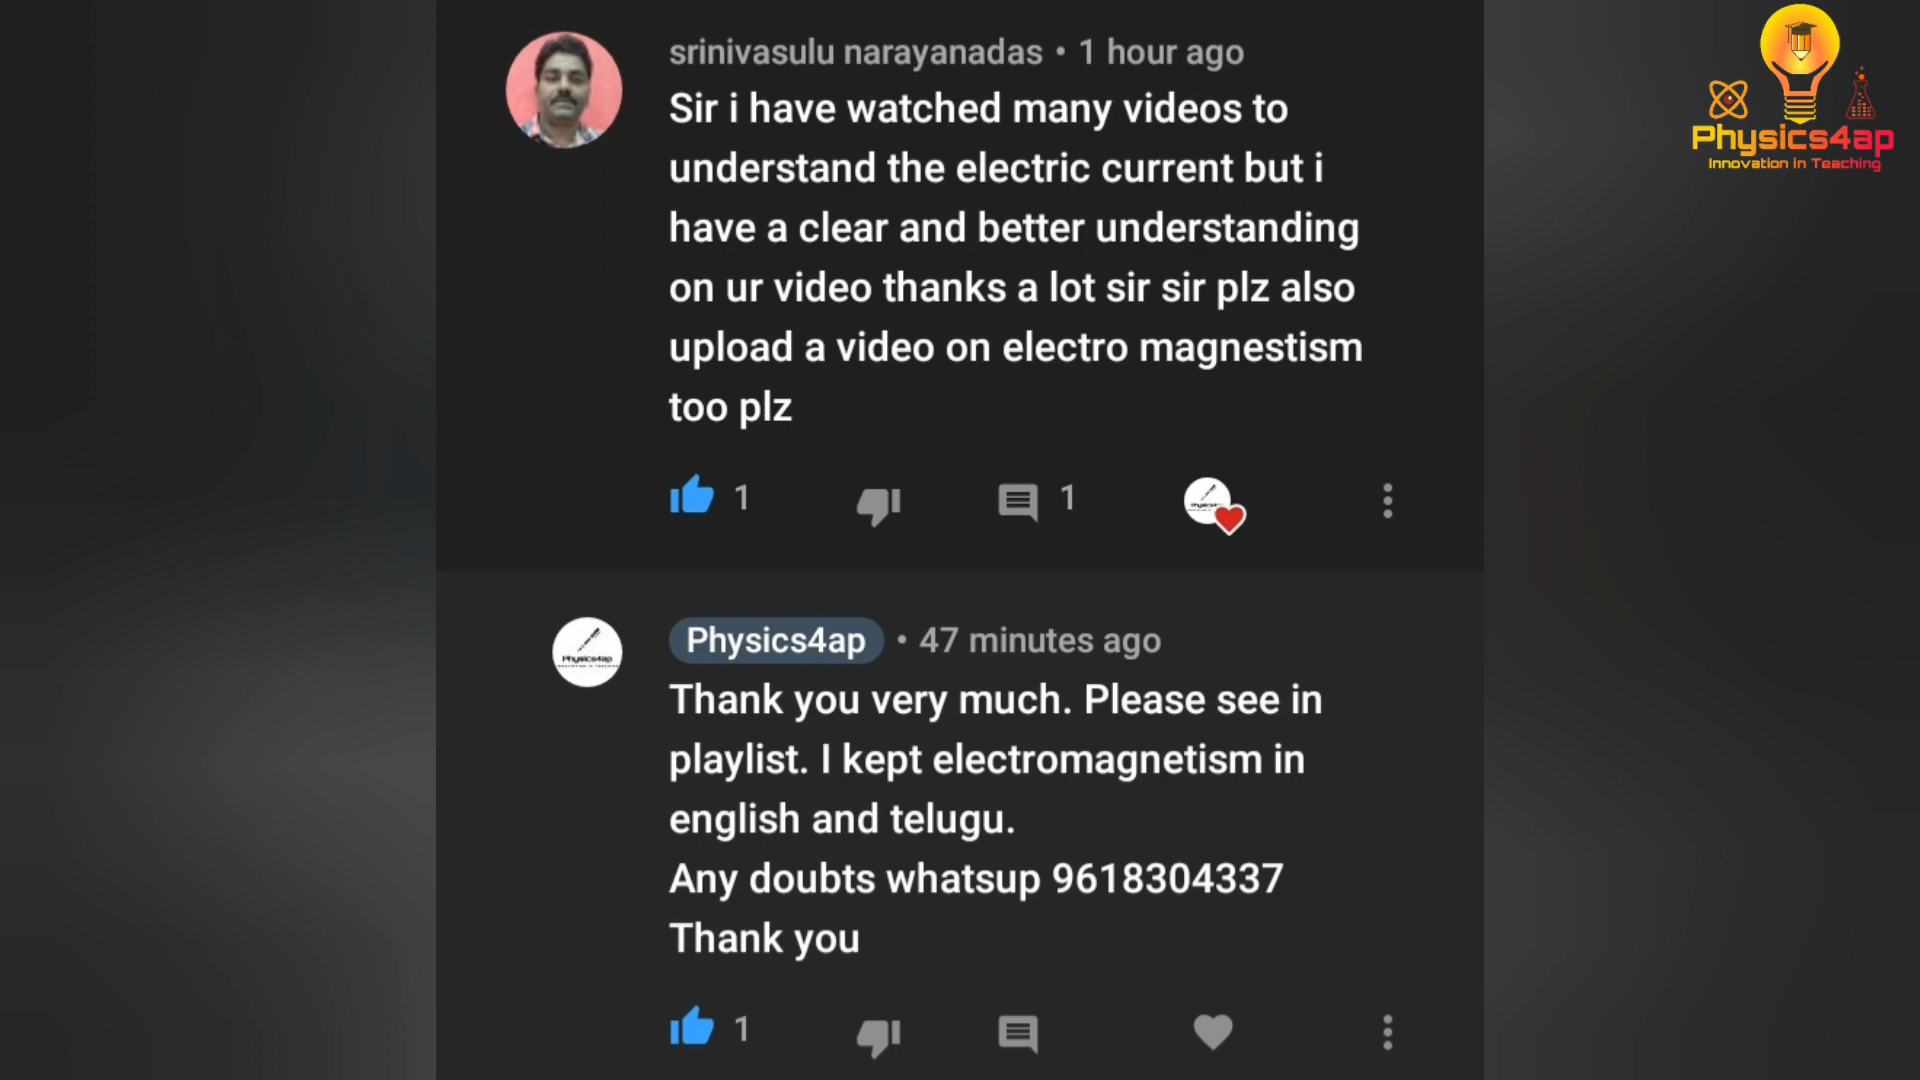 srinivasulu narayanadas • 1 hour ago
Sir i have watched many videos to
understand the electric current but i
have a clear and better understanding
on ur video thanks a lot sir sir plz also
upload a video on electro magnestism
too plz
1
1
Physics4ap • 47 minutes ago
Thank you very much. Please see in
playlist. I kept electromagnetism in
english and telugu.
Any doubts whatsup 9618304337
Thank you
1
Physics4ap
Innovation in Teaching
Physics4ap